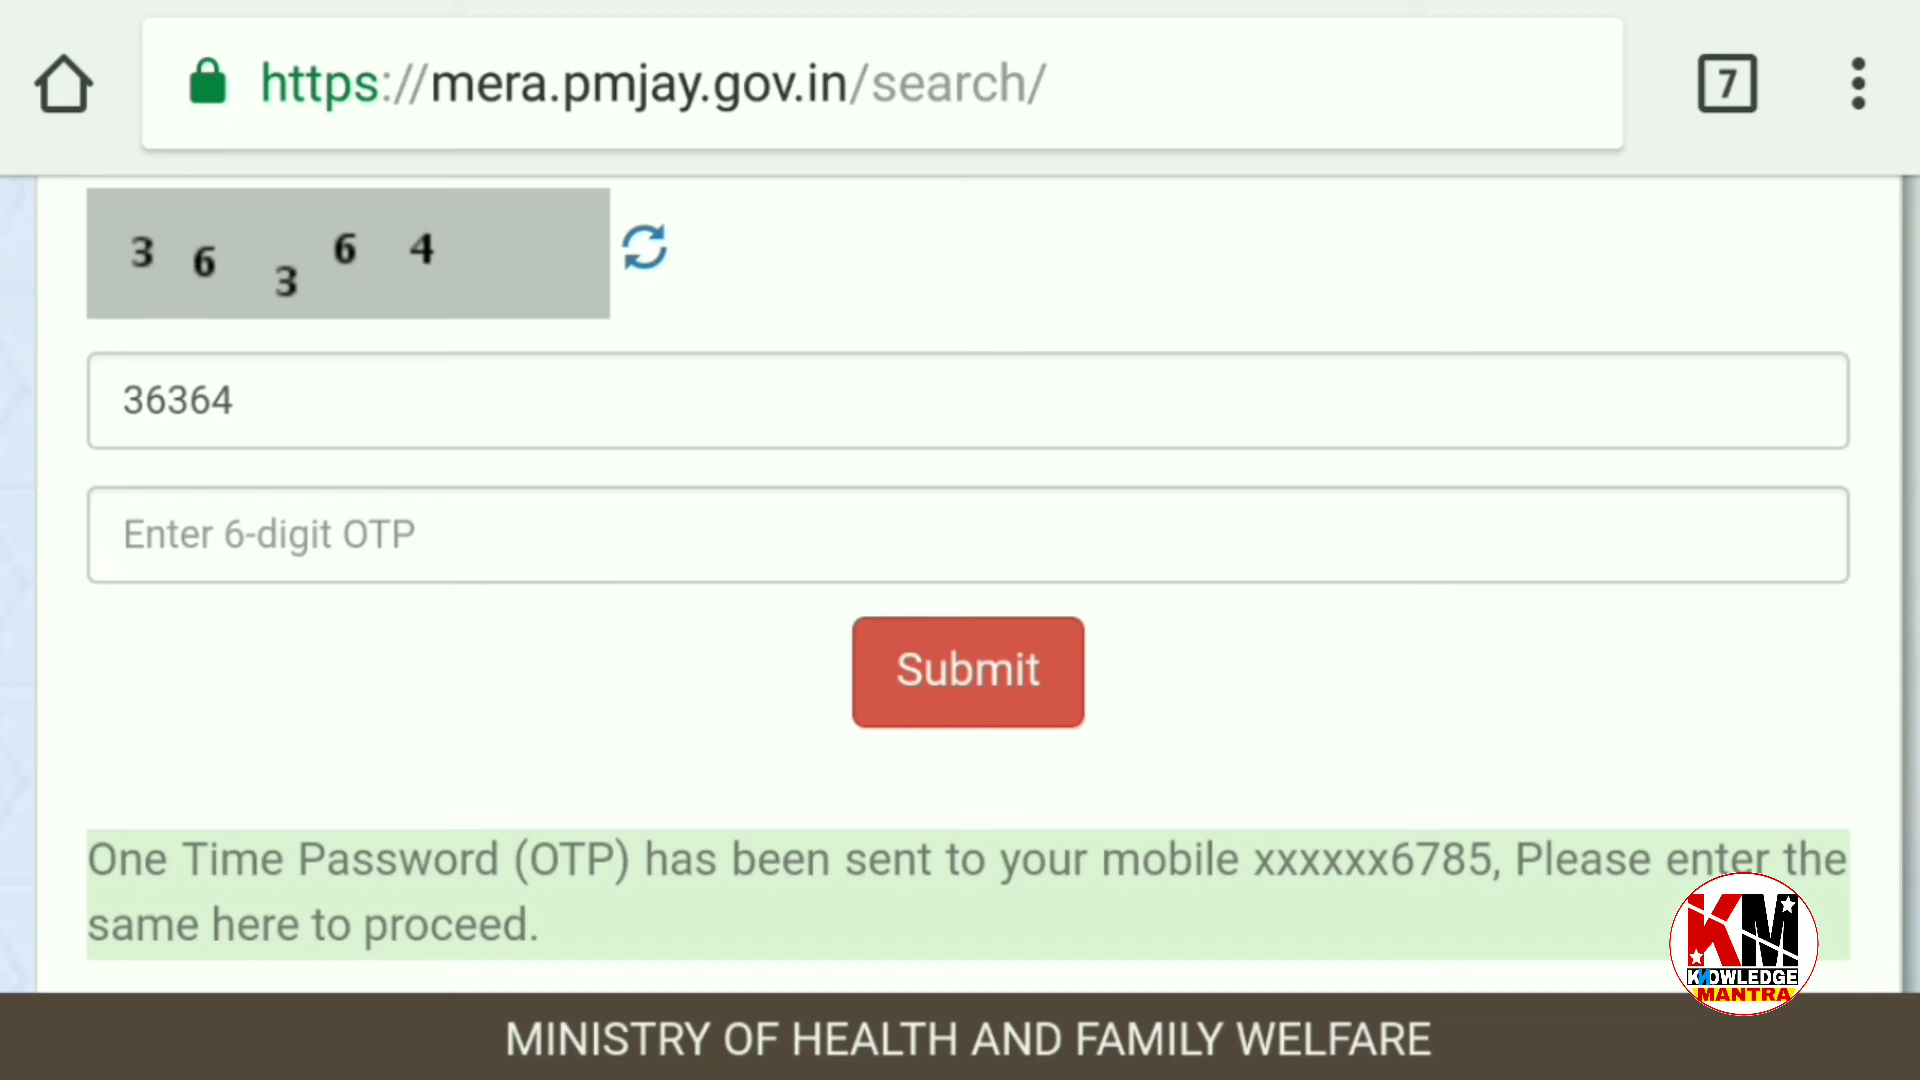 https://mera.pmjay.gov.in/search/
7
3 6 3 6 4
36364
Enter 6-digit OTP
Submit
One Time Password (OTP) has been sent to your mobile xxxxxx6785, Please enter the
same here to proceed.
KM
KNOWLEDGE
MANTRA
MINISTRY OF HEALTH AND FAMILY WELFARE